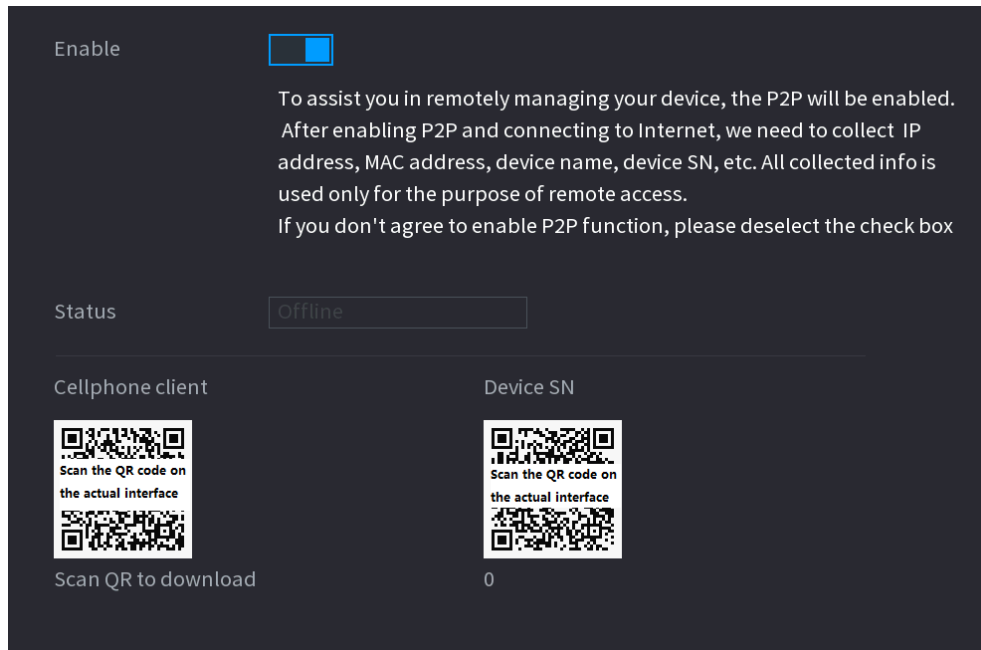 Enable
To assist you in remotely managing your device, the P2P will be enabled.
After enabling P2P and connecting to Internet, we need to collect IP
address, MAC address, device name, device SN, etc. All collected info is
used only for the purpose of remote access.
If you don't agree to enable P2P function, please deselect the check box
Status
Offline
Cellphone client
Device SN
Scan the QR code on
the actual interface
Scan the QR code on
the actual interface
Scan QR to download
0